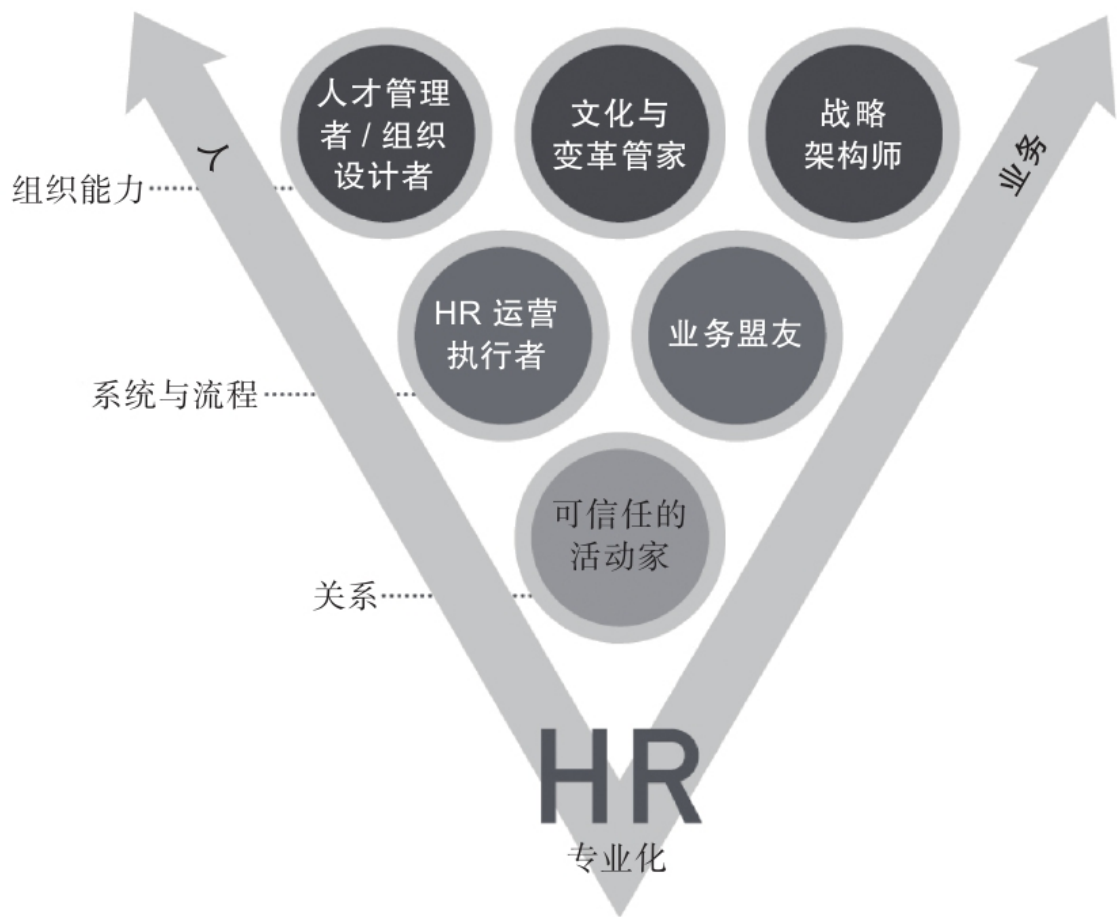 人才管理
者 / 组织
设计者
文化与
变革管家
战略
架构师
人
业务
组织能力
HR 运营
执行者
业务盟友
系统与流程
可信任的
活动家
关系
HR
专业化